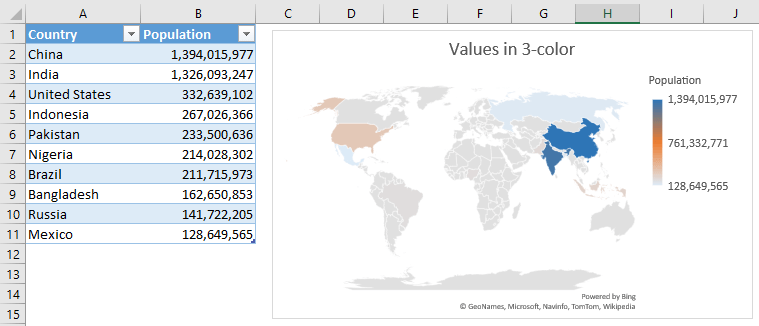 A B C D E F G H I J
1 Country Population
2 China 1,394,015,977
3 India 1,326,093,247
4 United States 332,639,102
5 Indonesia 267,026,366
6 Pakistan 233,500,636
7 Nigeria 214,028,302
8 Brazil 211,715,973
9 Bangladesh 162,650,853
10 Russia 141,722,205
11 Mexico 128,649,565
12
13
14
15
Values in 3-color
Population
1,394,015,977
761,332,771
128,649,565
Powered by Bing
© GeoNames, Microsoft, Navinfo, TomTom, Wikipedia